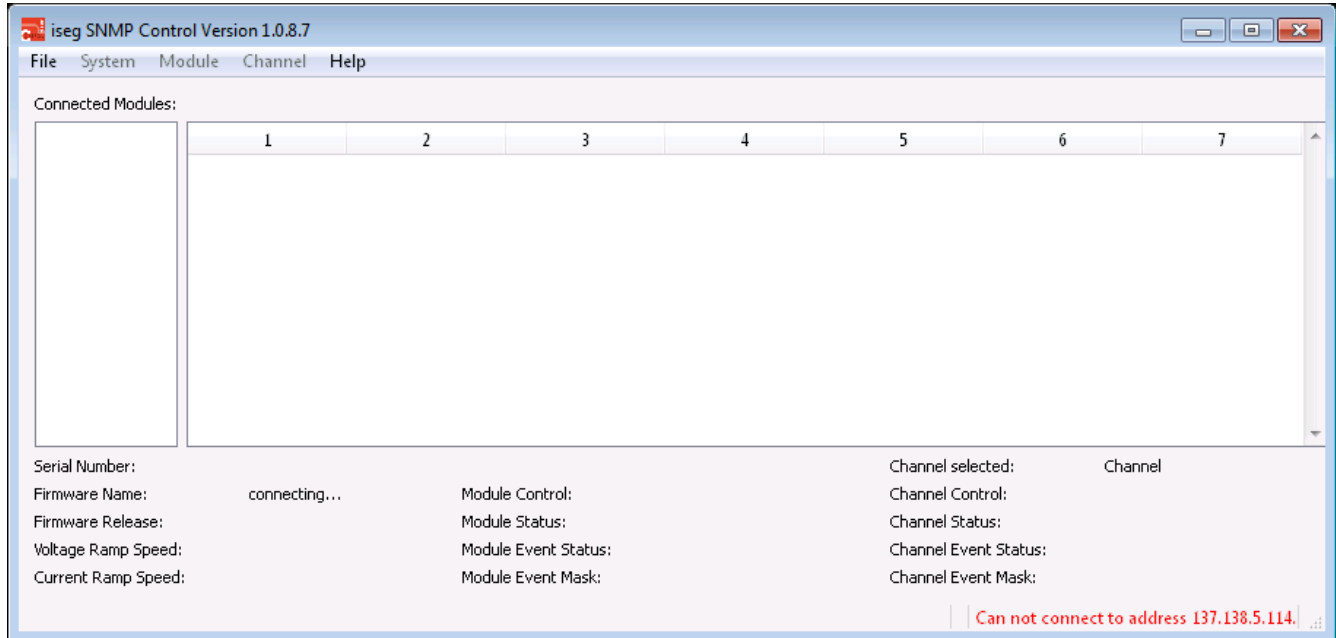 iseg SNMP Control Version 1.0.8.7
File System Module Channel Help
Connected Modules:
1 2 3 4 5 6 7
Serial Number: Channel selected: Channel
Firmware Name: connecting... Module Control: Channel Control:
Firmware Release: Module Status: Channel Status:
Voltage Ramp Speed: Module Event Status: Channel Event Status:
Current Ramp Speed: Module Event Mask: Channel Event Mask:
Can not connect to address 137.138.5.114.